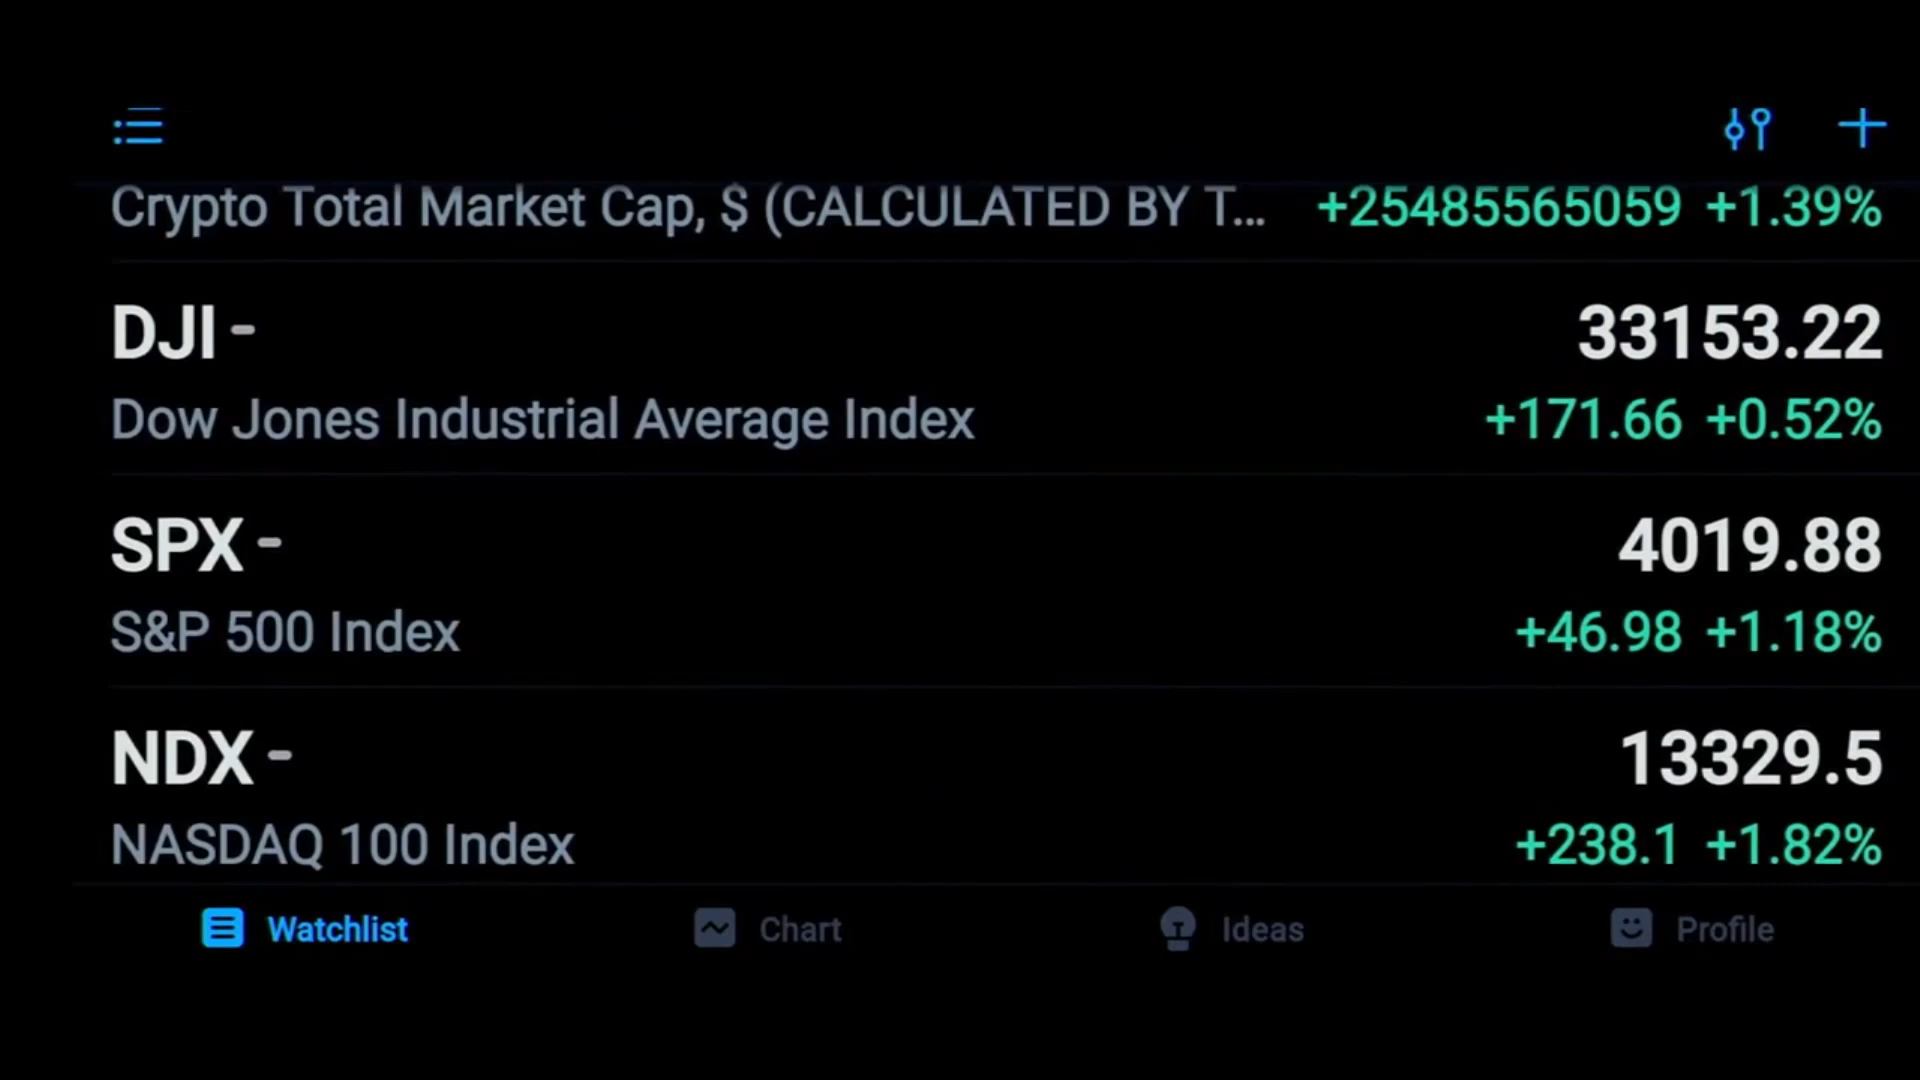 Crypto Total Market Cap, $ (CALCULATED BY T... +25485565059 +1.39%
DJI - 33153.22
Dow Jones Industrial Average Index +171.66 +0.52%
SPX - 4019.88
S&P 500 Index +46.98 +1.18%
NDX - 13329.5
NASDAQ 100 Index +238.1 +1.82%
Watchlist Chart Ideas Profile